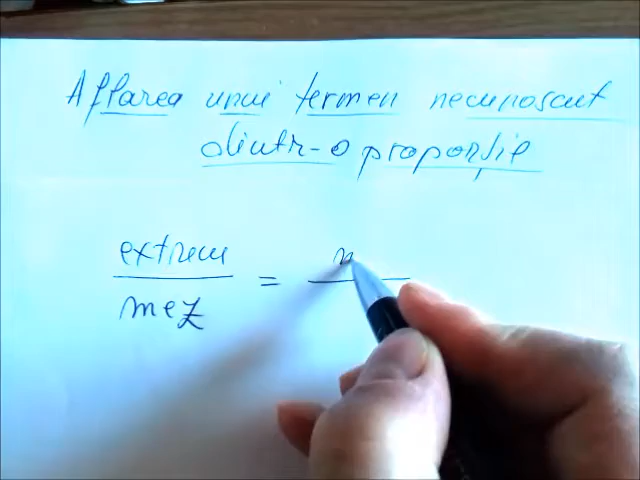 Aflarea unui termen necunoscut
dintr-o proporție
extrem
mez =